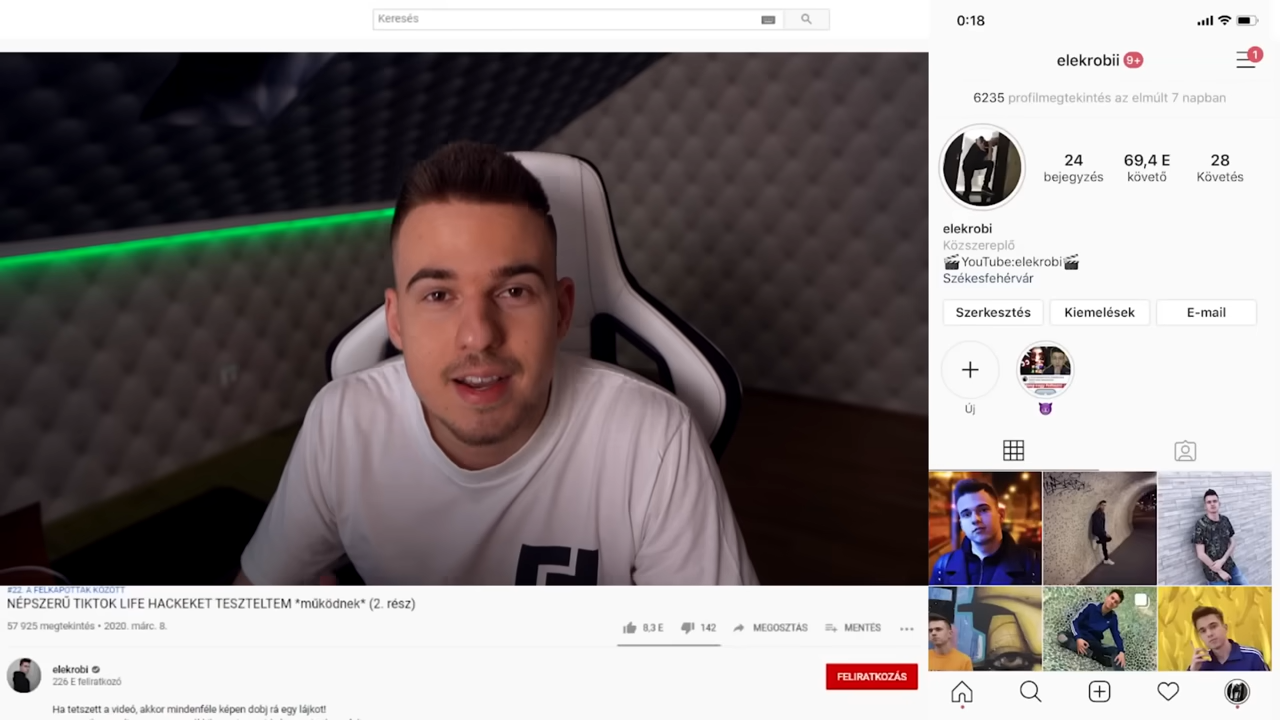 Keresés
#22. A FELKAPOTTAK KÖZÖTT
NÉPSZERŰ TIKTOK LIFE HACKEKET TESZTELTEM *működnek* (2. rész)
57 925 megtekintés • 2020. márc. 8.
8,3 E
142
MEGOSZTÁS
MENTÉS
elekrobi
226 E feliratkozó
FELIRATKOZÁS
Ha tetszett a videó, akkor mindenféle képen dobj rá egy lájkot!
0:18
elekrobii 9+
1
6235 profilmegtekintés az elmúlt 7 napban
24 69,4 E 28
bejegyzés követő Követés
elekrobi
Közszereplő
🎬YouTube:elekrobi🎬
Székesfehérvár
Szerkesztés Kiemelések E-mail
Új